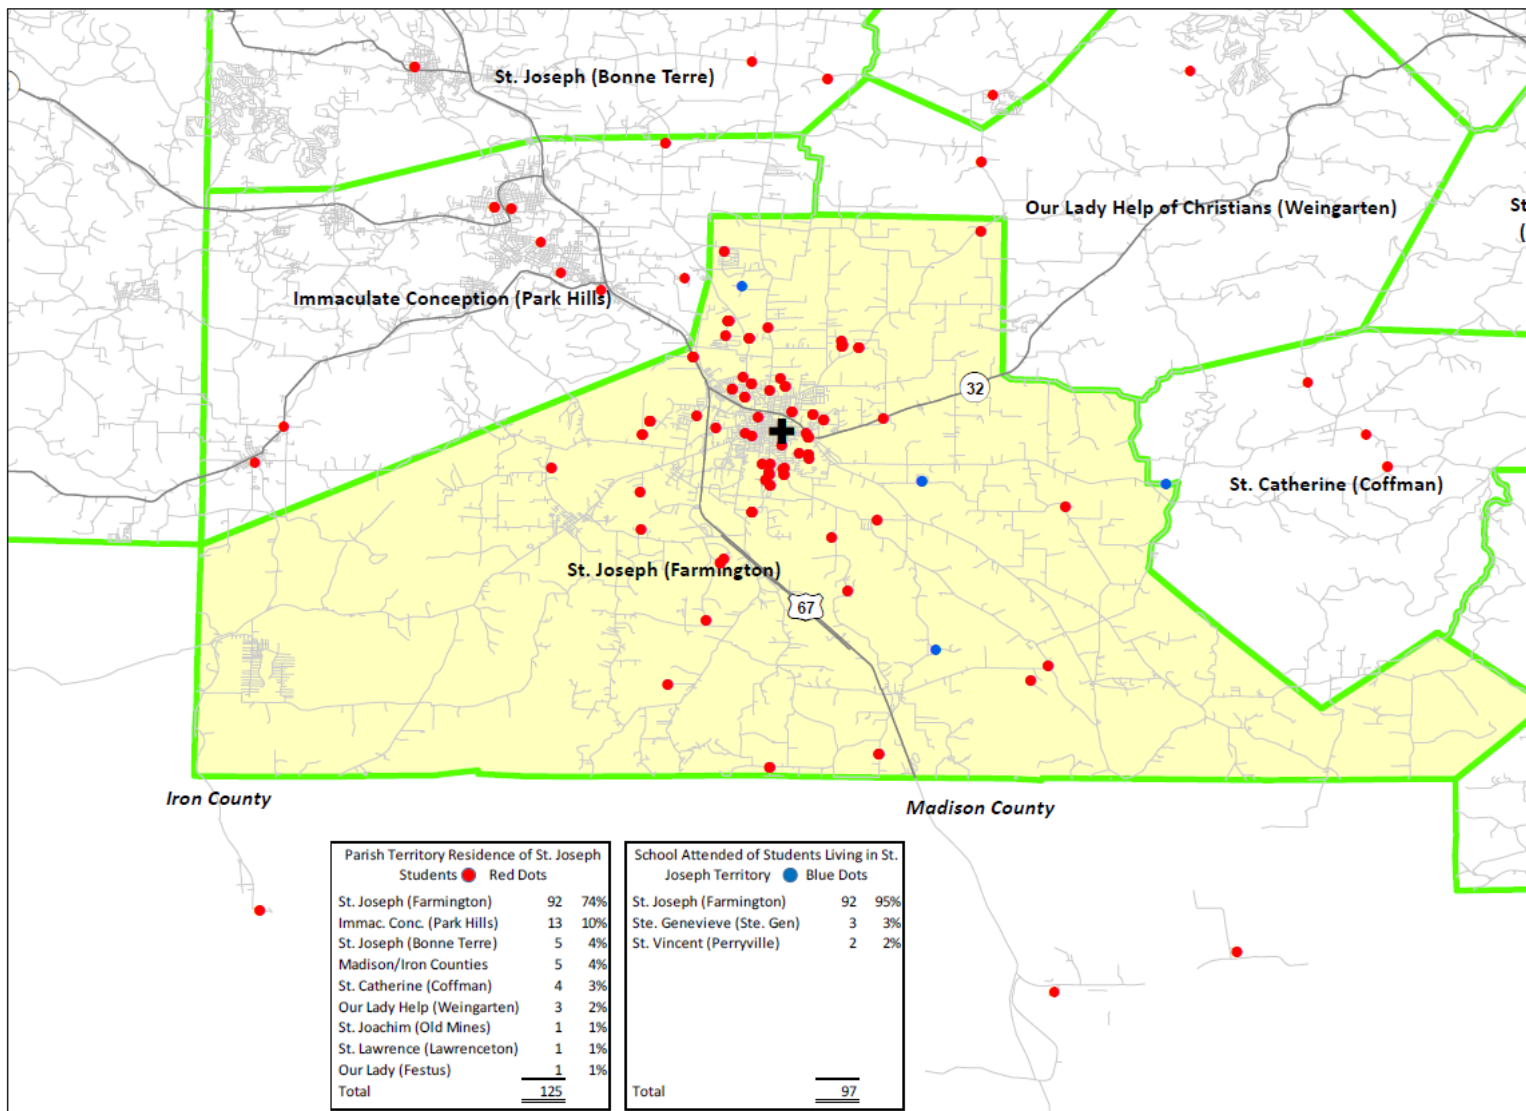 St. Joseph (Bonne Terre)
Our Lady Help of Christians (Weingarten)
St
(
Immaculate Conception (Park Hills)
32
St. Catherine (Coffman)
St. Joseph (Farmington)
67
Iron County
Madison County
Parish Territory Residence of St. Joseph
Students Red Dots
St. Joseph (Farmington) 92 74%
Immac. Conc. (Park Hills) 13 10%
St. Joseph (Bonne Terre) 5 4%
Madison/Iron Counties 5 4%
St. Catherine (Coffman) 4 3%
Our Lady Help (Weingarten) 3 2%
St. Joachim (Old Mines) 1 1%
St. Lawrence (Lawrenceton) 1 1%
Our Lady (Festus) 1 1%
Total 125
School Attended of Students Living in St.
Joseph Territory Blue Dots
St. Joseph (Farmington) 92 95%
Ste. Genevieve (Ste. Gen) 3 3%
St. Vincent (Perryville) 2 2%
Total 97